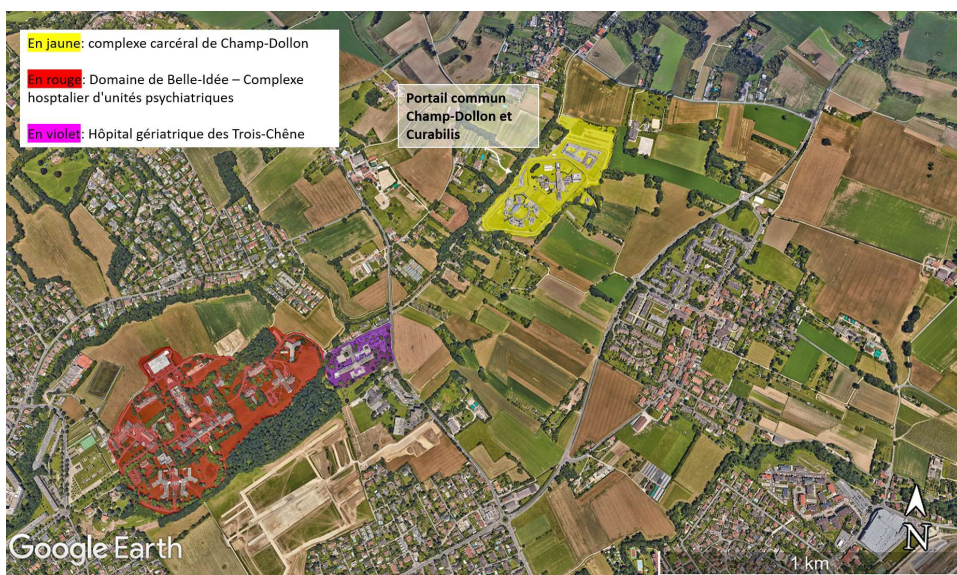 En jaune: complexe carcéral de Champ-Dollon
En rouge: Domaine de Belle-Idée – Complexe
hosptalier d'unités psychiatriques
En violet: Hôpital gériatrique des Trois-Chêne
Portail commun
Champ-Dollon et
Curabilis
Google Earth
1 km
N